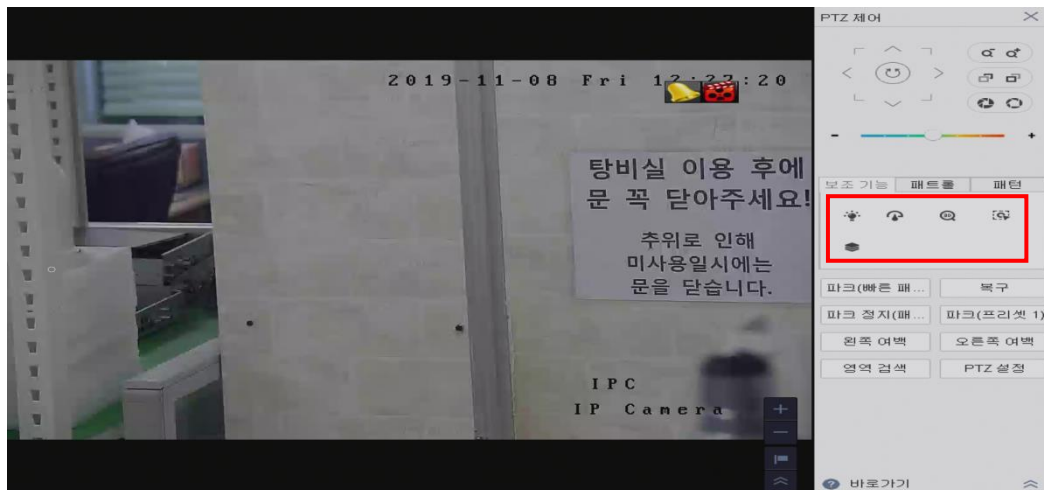 PTZ 제어
2019-11-08 Fri 12:22:20
탕비실 이용 후에
문 꼭 닫아주세요!
추위로 인해
미사용일시에는
문을 닫습니다.
IPC
IP Camera
- +
보조 기능 패트롤 패턴
3D
파크(빠른 패... 복구
파크 정지(패... 파크(프리셋 1)
왼쪽 여백 오른쪽 여백
영역 검색 PTZ 설정
바로가기